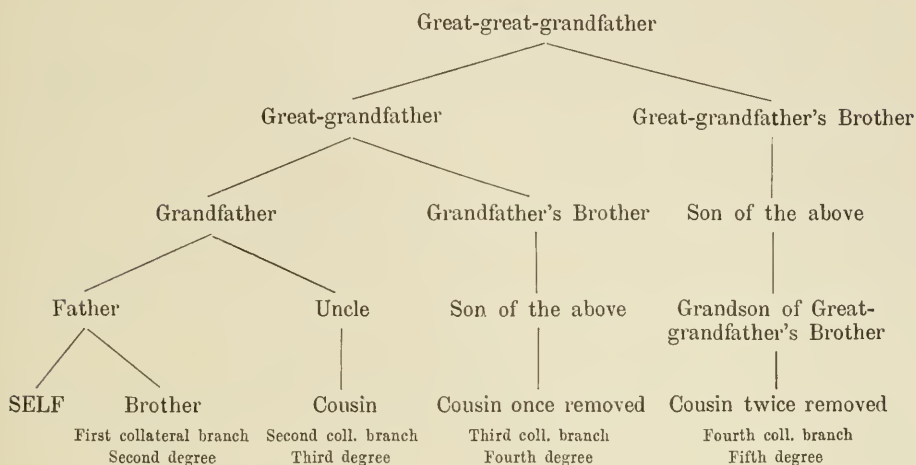 Great-great-grandfather
Great-grandfather Great-grandfather's Brother
Grandfather Grandfather's Brother Son of the above
Father Uncle Son of the above Grandson of Great-
grandfather's Brother
SELF Brother Cousin Cousin once removed Cousin twice removed
First collateral branch Second coll. branch Third coll. branch Fourth coll. branch
Second degree Third degree Fourth degree Fifth degree